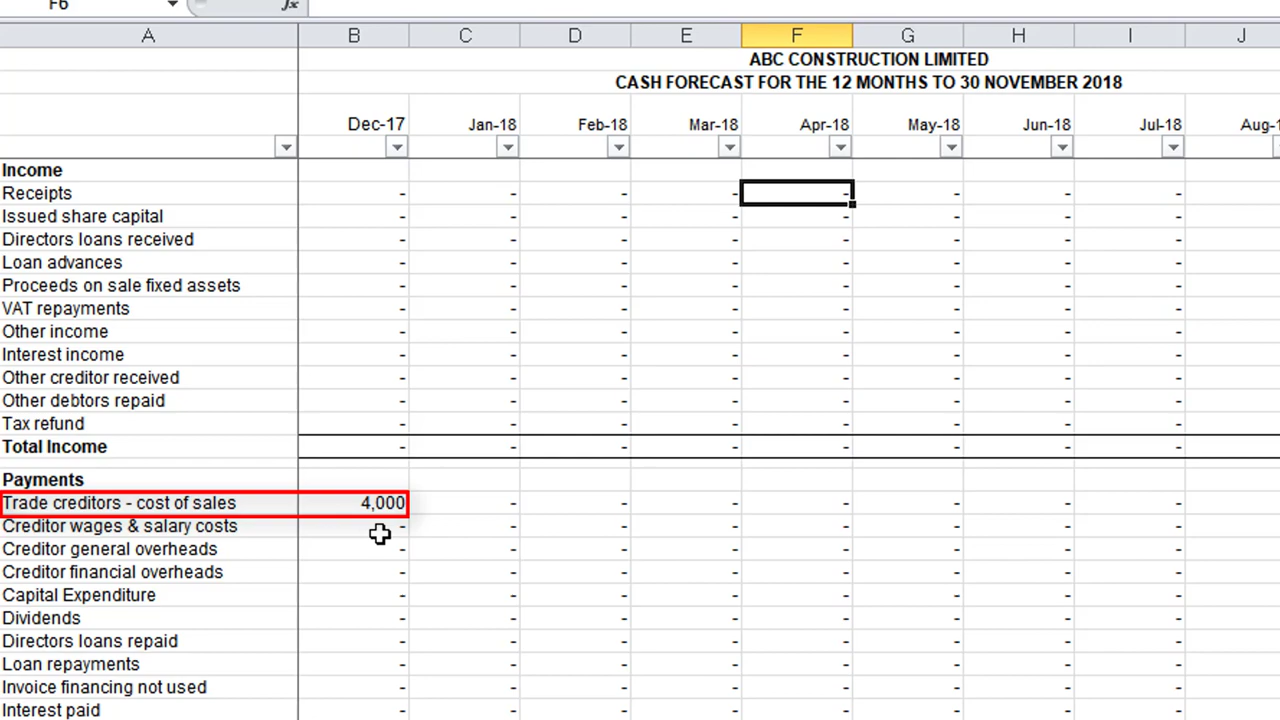 F6 fx
A B C D E F G H I J
ABC CONSTRUCTION LIMITED
CASH FORECAST FOR THE 12 MONTHS TO 30 NOVEMBER 2018
Dec-17 Jan-18 Feb-18 Mar-18 Apr-18 May-18 Jun-18 Jul-18 Aug-1
Income
Receipts - - - - - - - -
Issued share capital - - - - - - - -
Directors loans received - - - - - - - -
Loan advances - - - - - - - -
Proceeds on sale fixed assets - - - - - - - -
VAT repayments - - - - - - - -
Other income - - - - - - - -
Interest income - - - - - - - -
Other creditor received - - - - - - - -
Other debtors repaid - - - - - - - -
Tax refund - - - - - - - -
Total Income - - - - - - - -
Payments
Trade creditors - cost of sales 4,000 - - - - - - -
Creditor wages & salary costs - - - - - - - -
Creditor general overheads - - - - - - - -
Creditor financial overheads - - - - - - - -
Capital Expenditure - - - - - - - -
Dividends - - - - - - - -
Directors loans repaid - - - - - - - -
Loan repayments - - - - - - - -
Invoice financing not used - - - - - - - -
Interest paid - - - - - - - -